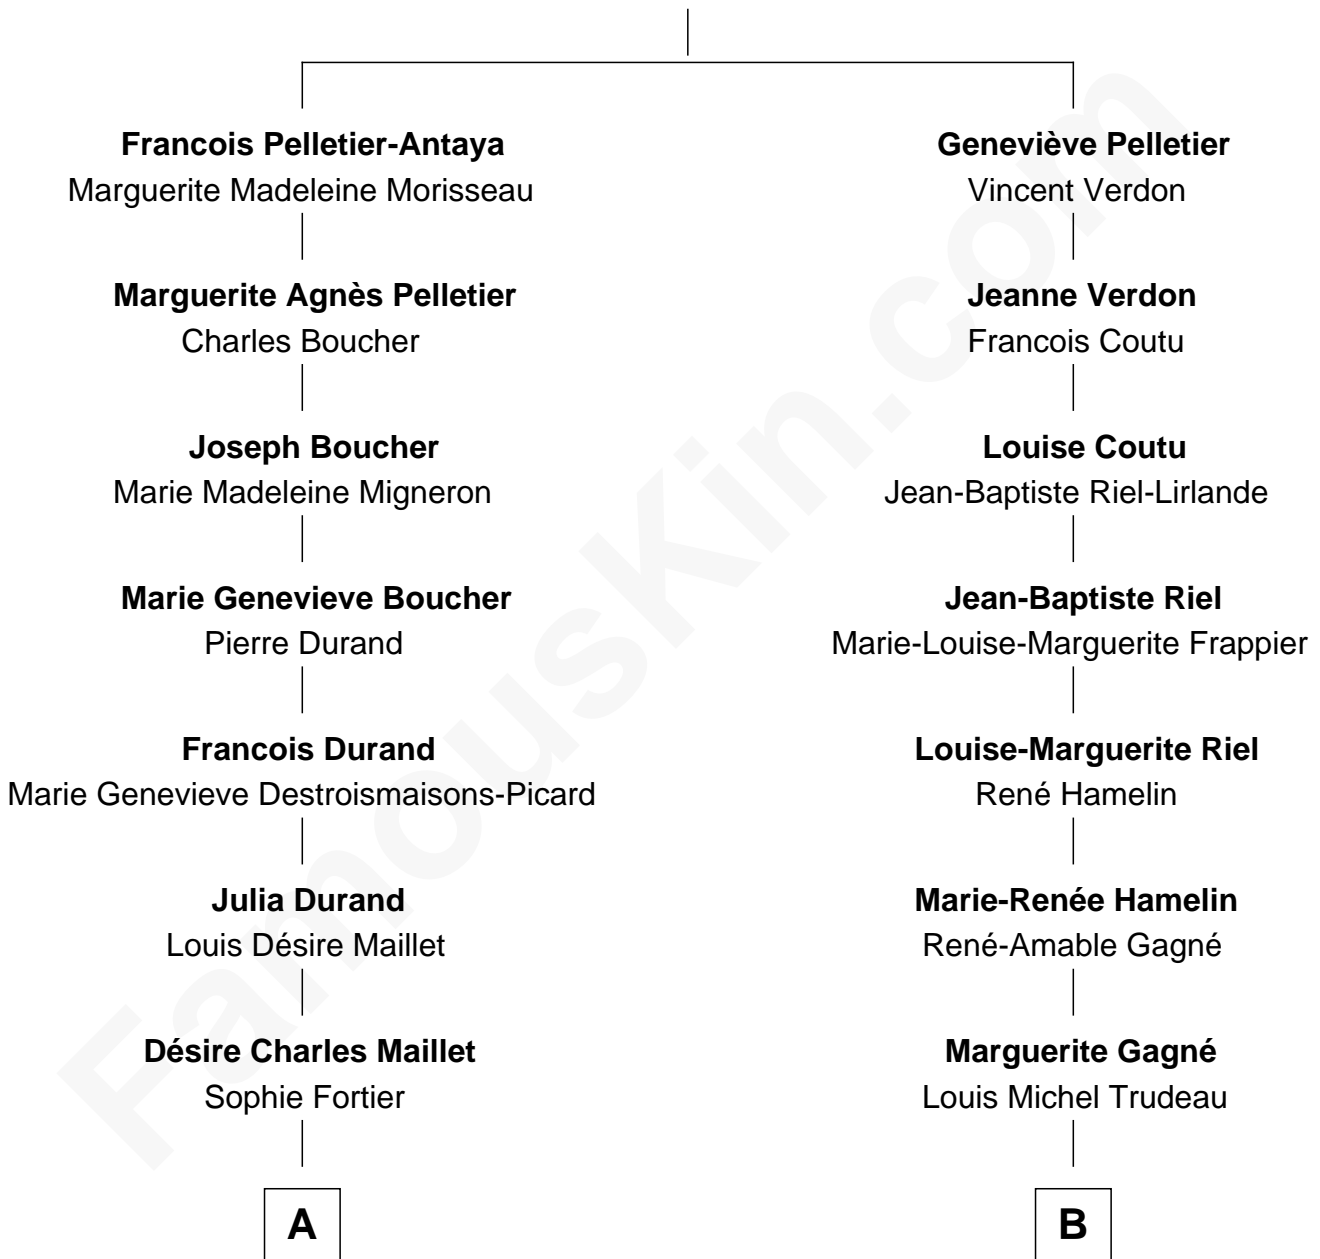 Francois Pelletier-Antaya
Marguerite Madeleine Morisseau
Marguerite Agnès Pelletier
Charles Boucher
Joseph Boucher
Marie Madeleine Migneron
Marie Genevieve Boucher
Pierre Durand
Francois Durand
Marie Genevieve Destroismaisons-Picard
Julia Durand
Louis Désire Maillet
Désire Charles Maillet
Sophie Fortier
A
Geneviève Pelletier
Vincent Verdon
Jeanne Verdon
Francois Coutu
Louise Coutu
Jean-Baptiste Riel-Lirlande
Jean-Baptiste Riel
Marie-Louise-Marguerite Frappier
Louise-Marguerite Riel
René Hamelin
Marie-Renée Hamelin
René-Amable Gagné
Marguerite Gagné
Louis Michel Trudeau
B
FamousKin.com